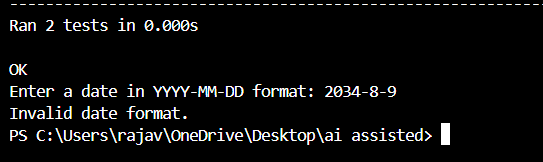 ----------------------------------------------------------------------
Ran 2 tests in 0.000s
OK
Enter a date in YYYY-MM-DD format: 2034-8-9
Invalid date format.
PS C:\Users\rajav\OneDrive\Desktop\ai assisted>